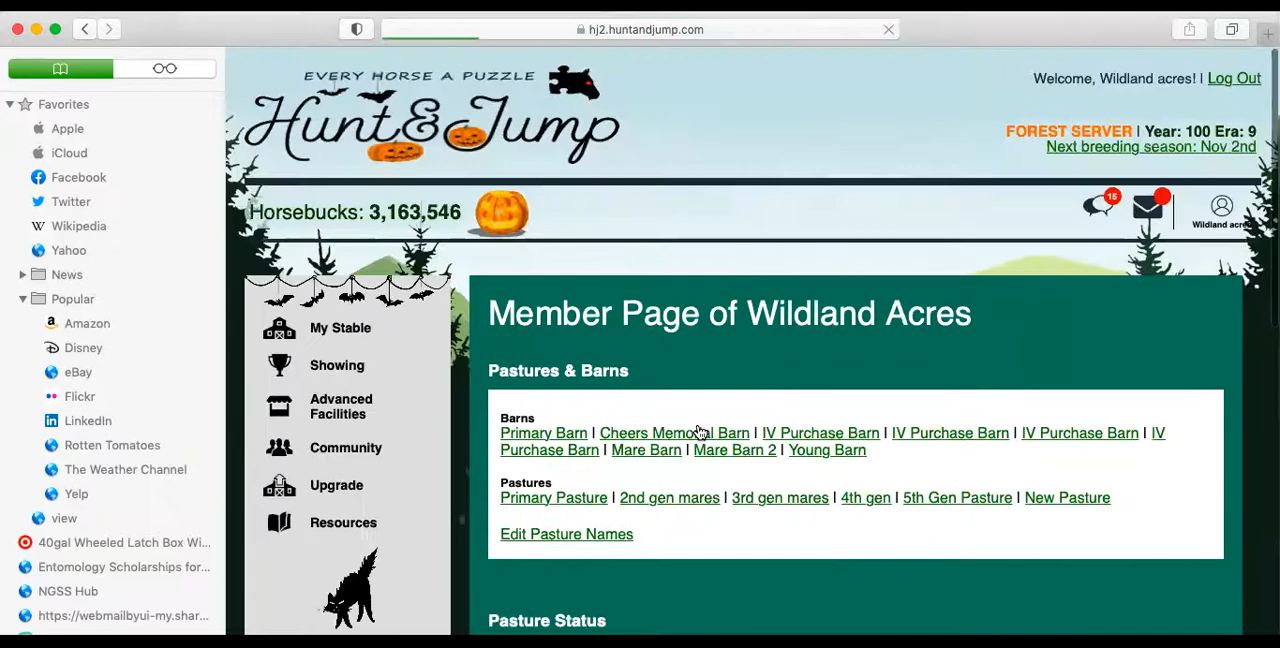 hj2.huntandjump.com
Favorites
Apple
iCloud
Facebook
Twitter
Wikipedia
Yahoo
News
Popular
Amazon
Disney
eBay
Flickr
LinkedIn
Rotten Tomatoes
The Weather Channel
Yelp
view
40gal Wheeled Latch Box Wi...
Entomology Scholarships for...
NGSS Hub
https://webmailbyui-my.shar...
EVERY HORSE A PUZZLE
Hunt&Jump
Welcome, Wildland acres! | Log Out
FOREST SERVER | Year: 100 Era: 9
Next breeding season: Nov 2nd
Horsebucks: 3,163,546
15
Wildland acres
My Stable
Showing
Advanced
Facilities
Community
Upgrade
Resources
Member Page of Wildland Acres
Pastures & Barns
Barns
Primary Barn | Cheers Memorial Barn | IV Purchase Barn | IV Purchase Barn | IV Purchase Barn | IV
Purchase Barn | Mare Barn | Mare Barn 2 | Young Barn
Pastures
Primary Pasture | 2nd gen mares | 3rd gen mares | 4th gen | 5th Gen Pasture | New Pasture
Edit Pasture Names
Pasture Status